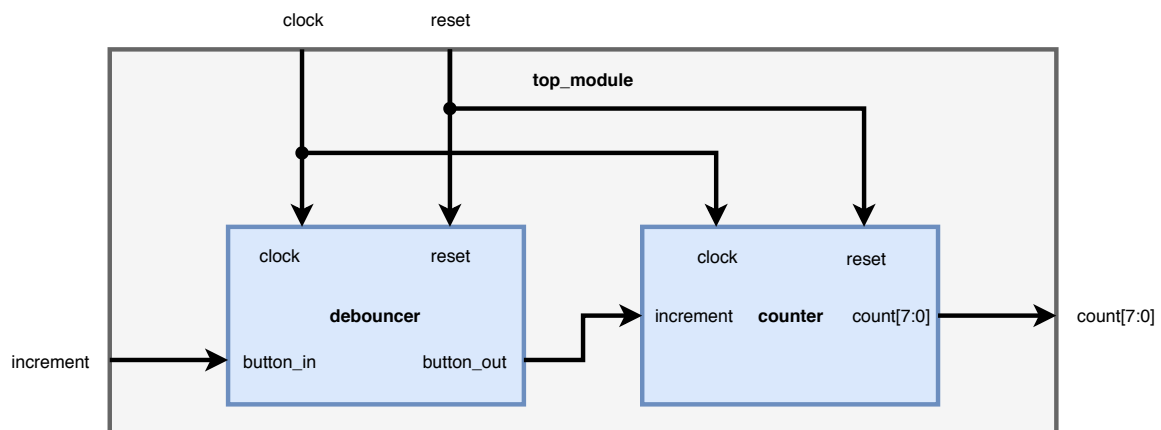 clock reset
top_module
clock reset clock reset
debouncer increment counter count[7:0] count[7:0]
increment button_in button_out